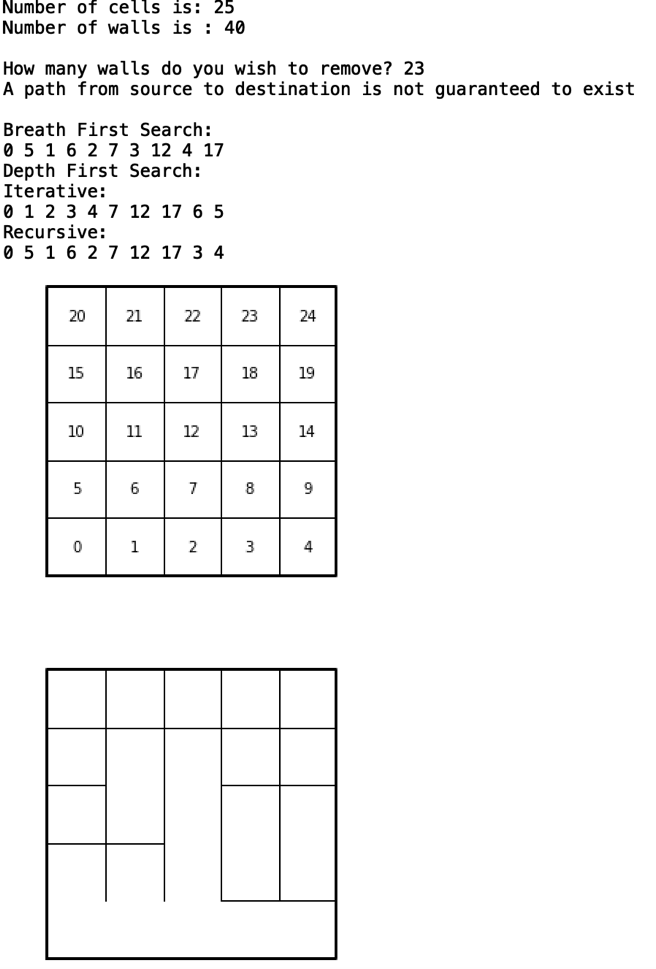 Number of cells is: 25
Number of walls is : 40
How many walls do you wish to remove? 23
A path from source to destination is not guaranteed to exist
Breath First Search:
0 5 1 6 2 7 3 12 4 17
Depth First Search:
Iterative:
0 1 2 3 4 7 12 17 6 5
Recursive:
0 5 1 6 2 7 12 17 3 4
20 21 22 23 24
15 16 17 18 19
10 11 12 13 14
5 6 7 8 9
0 1 2 3 4